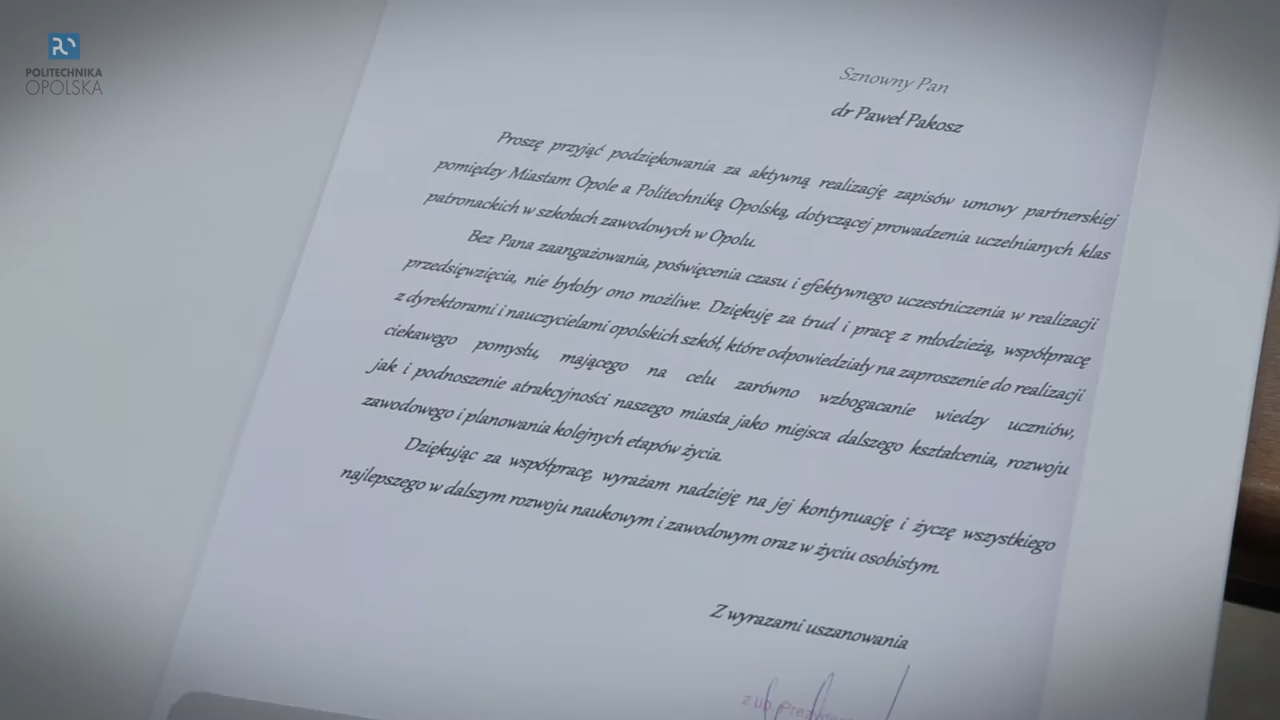 POLITECHNIKA
OPOLSKA
Sznowny Pan
dr Paweł Pakosz
Proszę przyjąć podziękowania za aktywną realizację zapisów umowy partnerskiej
pomiędzy Miastam Opole a Politechniką Opolską, dotyczącej prowadzenia uczelnianych klas
patronackich w szkołach zawodowych w Opolu.
Bez Pana zaangażowania, poświęcenia czasu i efektywnego uczestniczenia w realizacji
przedsięwzięcia, nie byłoby ono możliwe. Dziękuję za trud i pracę z młodzieżą, współpracę
z dyrektorami i nauczycielami opolskich szkół, które odpowiedziały na zaproszenie do realizacji
ciekawego pomysłu, mającego na celu zarówno wzbogacanie wiedzy uczniów,
jak i podnoszenie atrakcyjności naszego miasta jako miejsca dalszego kształcenia, rozwoju
zawodowego i planowania kolejnych etapów życia.
Dziękując za współpracę, wyrażam nadzieję na jej kontynuację i życzę wszystkiego
najlepszego w dalszym rozwoju naukowym i zawodowym oraz w życiu osobistym.
Z wyrazami uszanowania
z up.